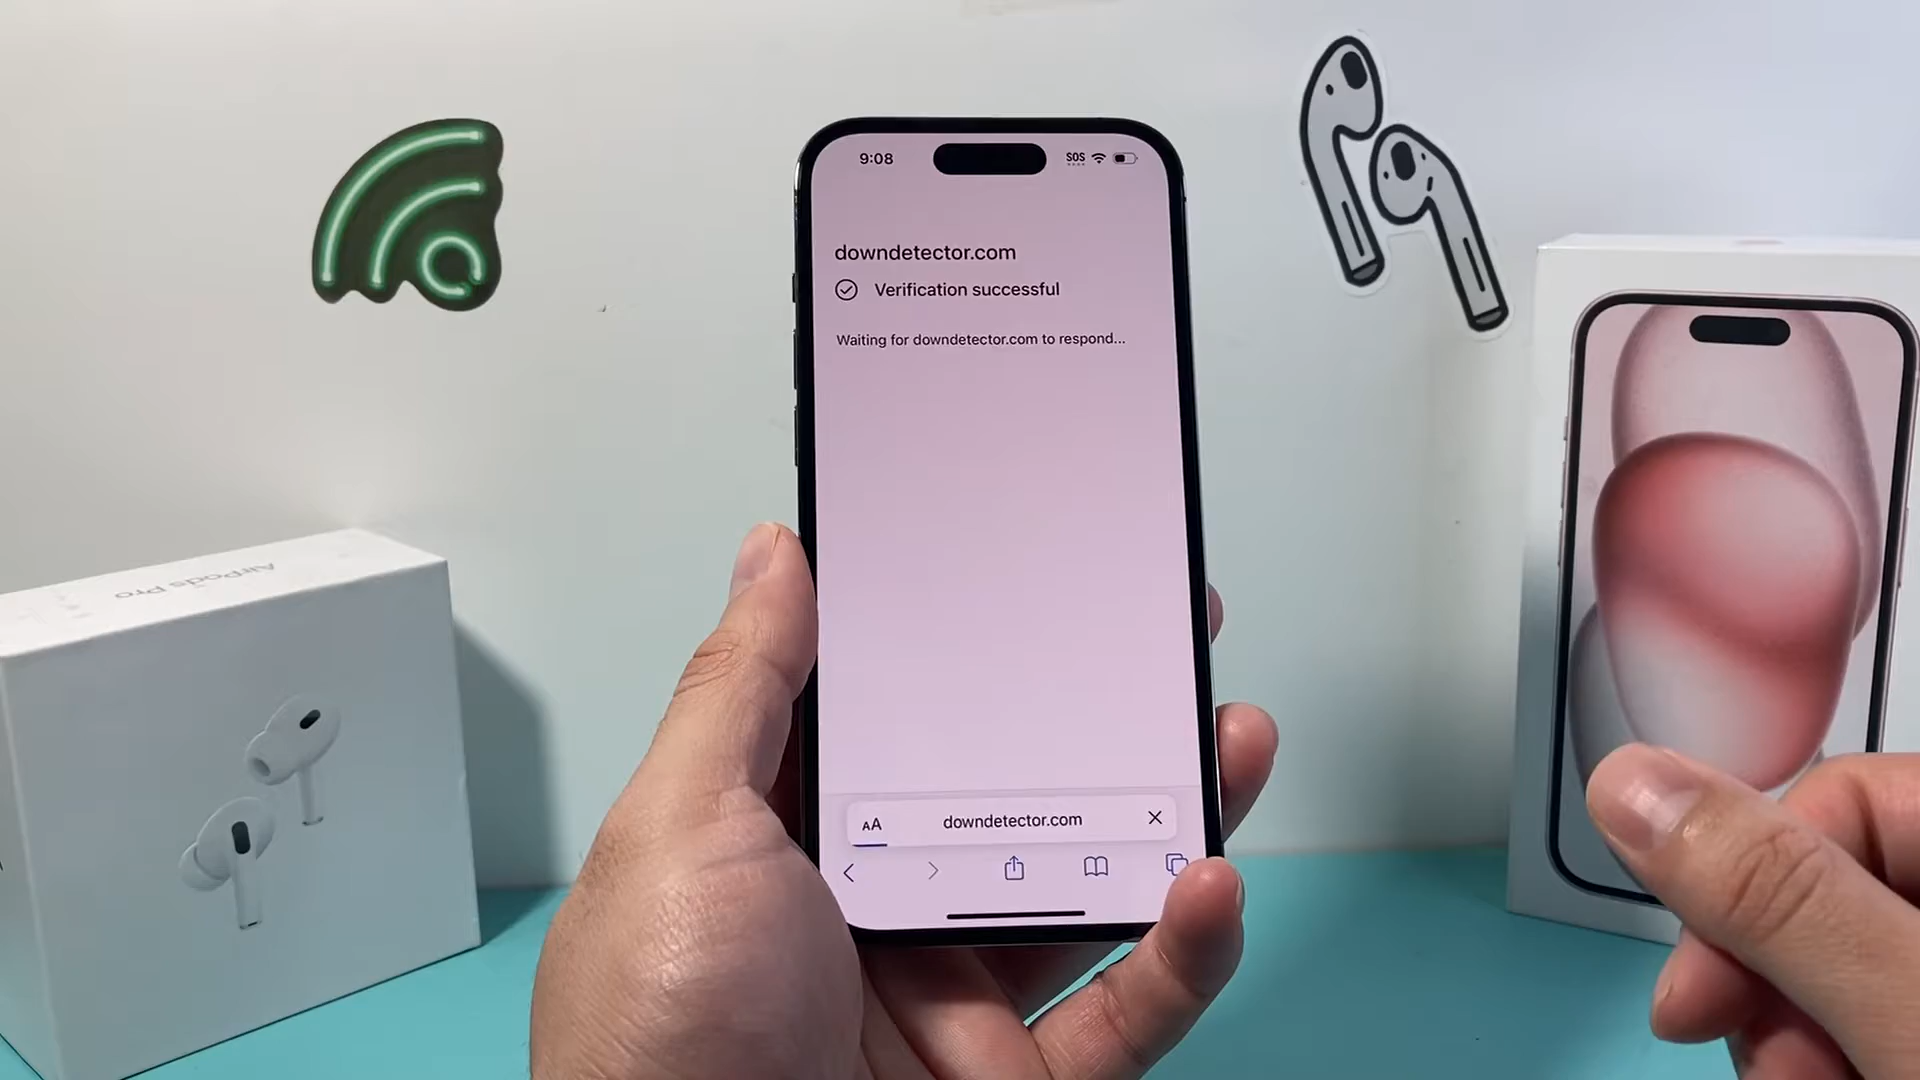 9:08
SOS
downdetector.com
Verification successful
Waiting for downdetector.com to respond...
AA
downdetector.com
AirPods Pro